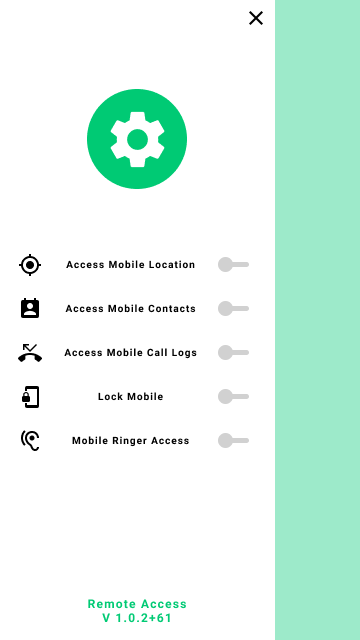 Access Mobile Location
Access Mobile Contacts
Access Mobile Call Logs
Lock Mobile
Mobile Ringer Access
Remote Access
V 1.0.2+61